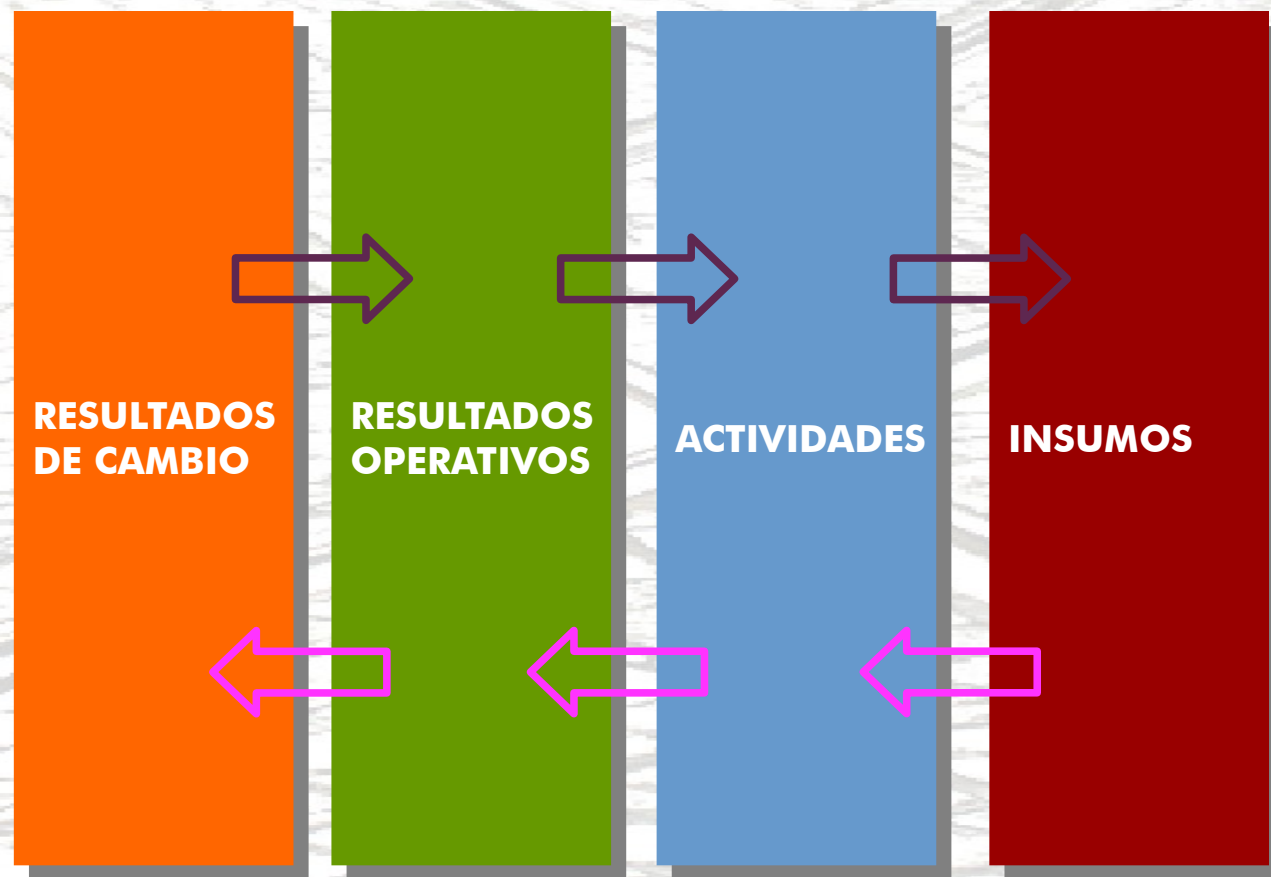 RESULTADOS
DE CAMBIO
RESULTADOS
OPERATIVOS
ACTIVIDADES
INSUMOS